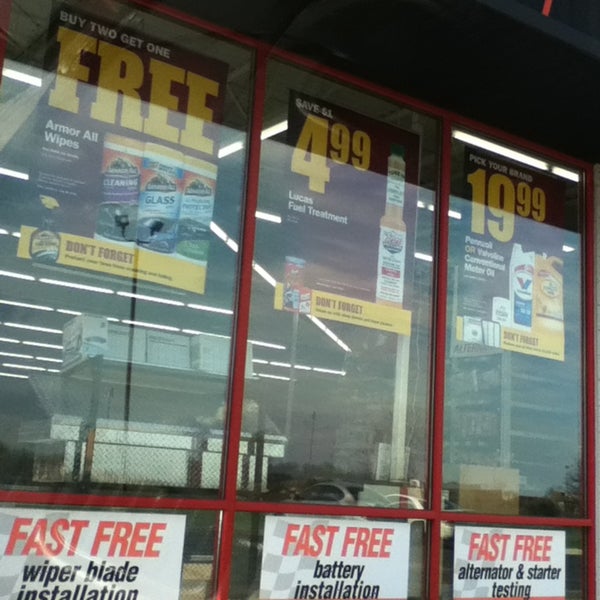 BUY TWO GET ONE
FREE
Armor All
Wipes
CLEANING
GLASS
DON'T FORGET
SAVE $1
4.99
Lucas
Fuel Treatment
DON'T FORGET
PICK YOUR BRAND
19.99
Pennzoil
OR Valvoline
Conventional
Motor Oil
DON'T FORGET
FAST FREE
wiper blade
installation
FAST FREE
battery
installation
FAST FREE
alternator & starter
testing